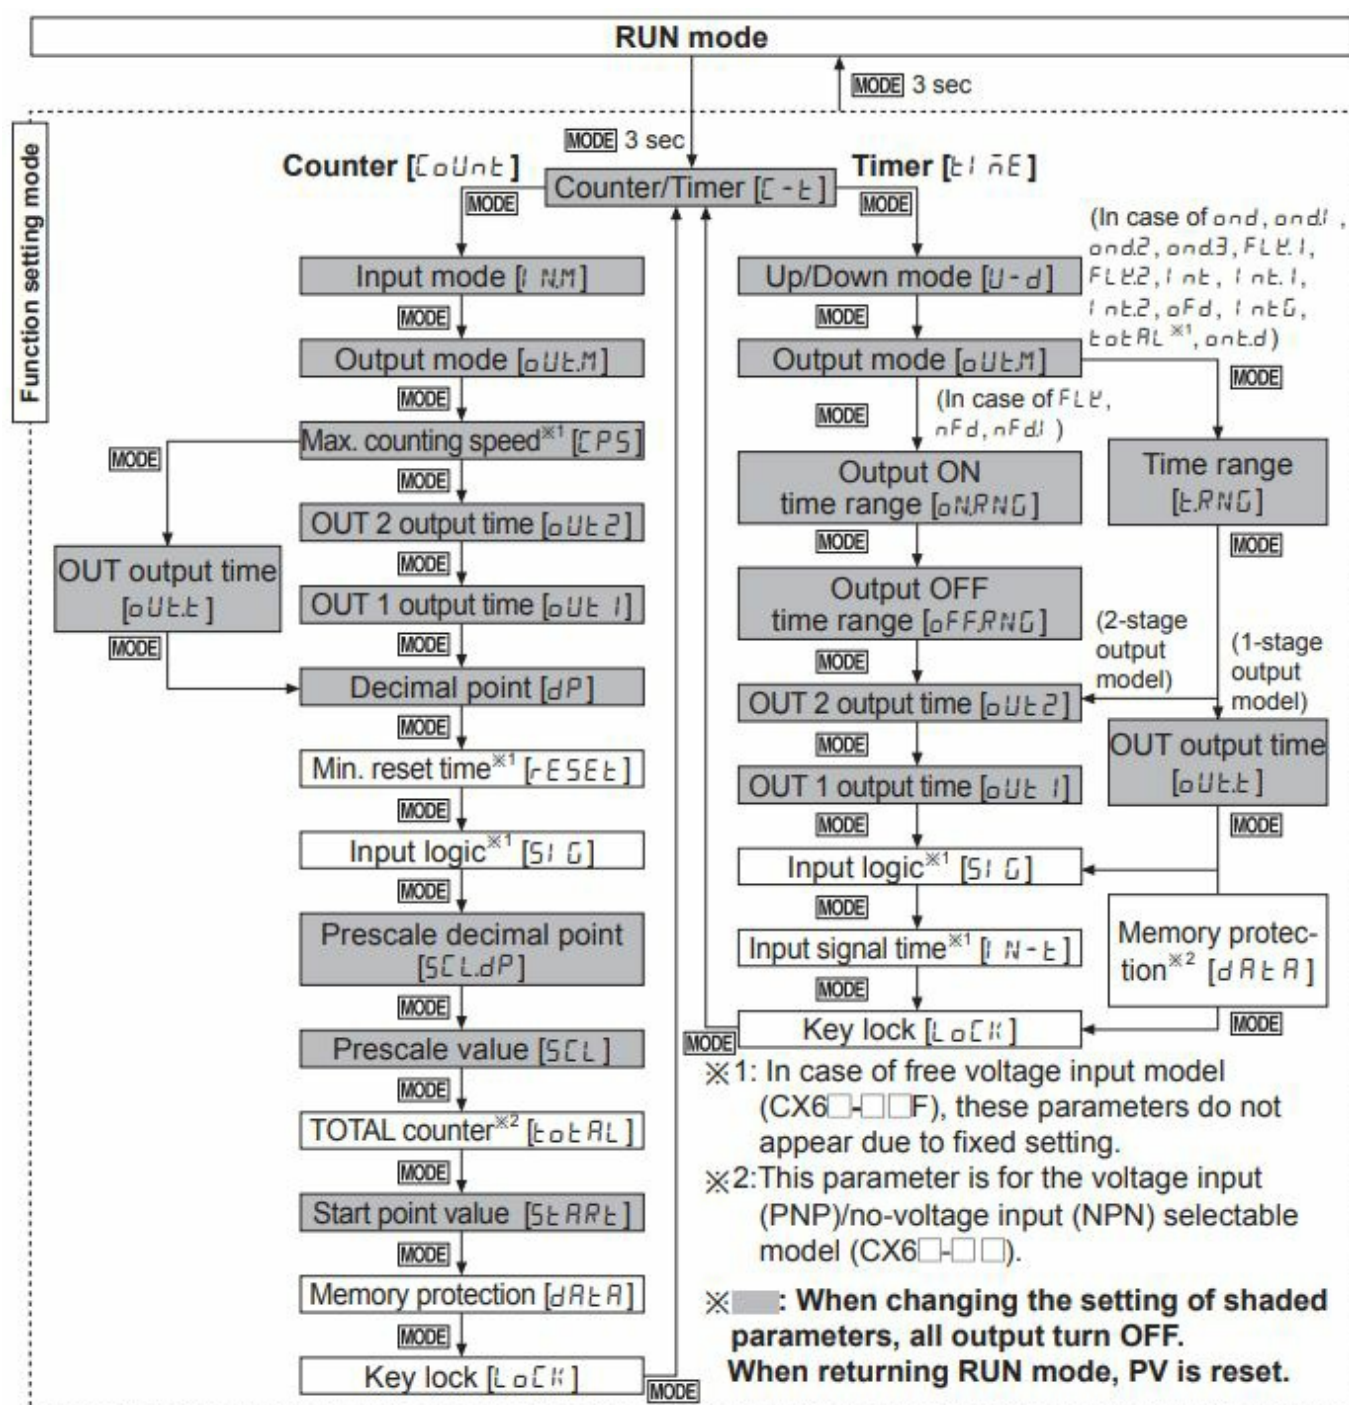 RUN mode
MODE 3 sec
Function setting mode
MODE 3 sec
Counter [CoUnt]
Timer [tImE]
Counter/Timer [C-t]
MODE
MODE
Input mode [IN.M]
MODE
Output mode [oUt.M]
MODE
Max. counting speed※1 [CPS]
MODE
MODE
OUT 2 output time [oUt2]
MODE
OUT output time
[oUt.t]
OUT 1 output time [oUt1]
MODE
MODE
Decimal point [dP]
MODE
Min. reset time※1 [rESEt]
MODE
Input logic※1 [SIG]
MODE
Prescale decimal point
[SCL.dP]
MODE
Prescale value [SCL]
MODE
TOTAL counter※2 [totAL]
MODE
Start point value [StARt]
MODE
Memory protection [dAtA]
MODE
Key lock [LoCK]
MODE
(In case of ond, ond.1,
ond.2, ond.3, FLK.1,
FLK.2, Int, Int.1,
Int.2, oFd, IntG,
totAL※1, ont.d)
Up/Down mode [U-d]
MODE
Output mode [oUt.M]
MODE
MODE
(In case of FLK,
nFd, nFd.1)
Output ON
time range [oN.RNG]
MODE
Time range
[t.RNG]
MODE
Output OFF
time range [oFF.RNG]
MODE
(2-stage
output
model)
(1-stage
output
model)
OUT 2 output time [oUt2]
MODE
OUT output time
[oUt.t]
MODE
OUT 1 output time [oUt1]
MODE
Input logic※1 [SIG]
MODE
Input signal time※1 [IN-t]
MODE
Memory protec-
tion※2 [dAtA]
MODE
Key lock [LoCK]
MODE
※1: In case of free voltage input model
(CX6□-□□F), these parameters do not
appear due to fixed setting.
※2:This parameter is for the voltage input
(PNP)/no-voltage input (NPN) selectable
model (CX6□-□□).
※ : When changing the setting of shaded
parameters, all output turn OFF.
When returning RUN mode, PV is reset.